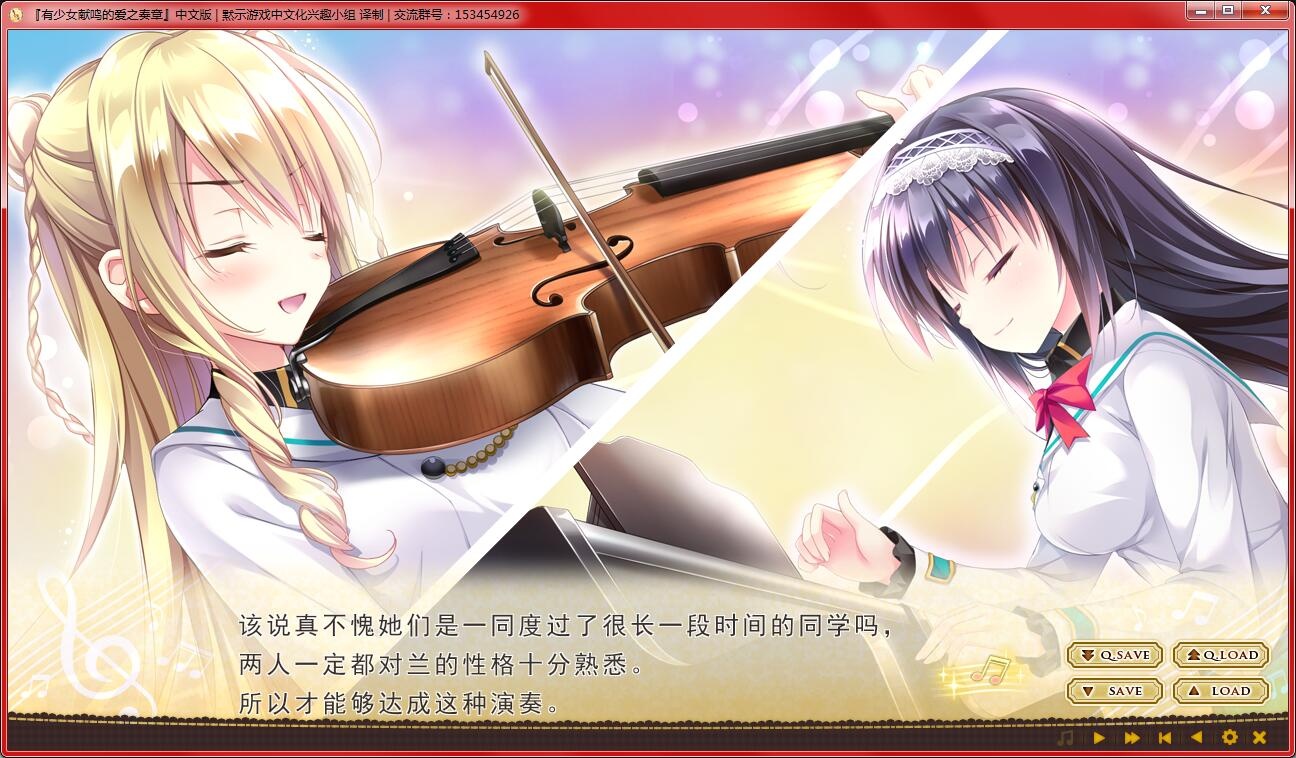 『有少女献鸣的爱之奏章』中文版 | 黙示游戏中文化兴趣小组 译制 | 交流群号：153454926
该说真不愧她们是一同度过了很长一段时间的同学吗，
两人一定都对兰的性格十分熟悉。
所以才能够达成这种演奏。
Q.SAVE Q.LOAD
SAVE LOAD